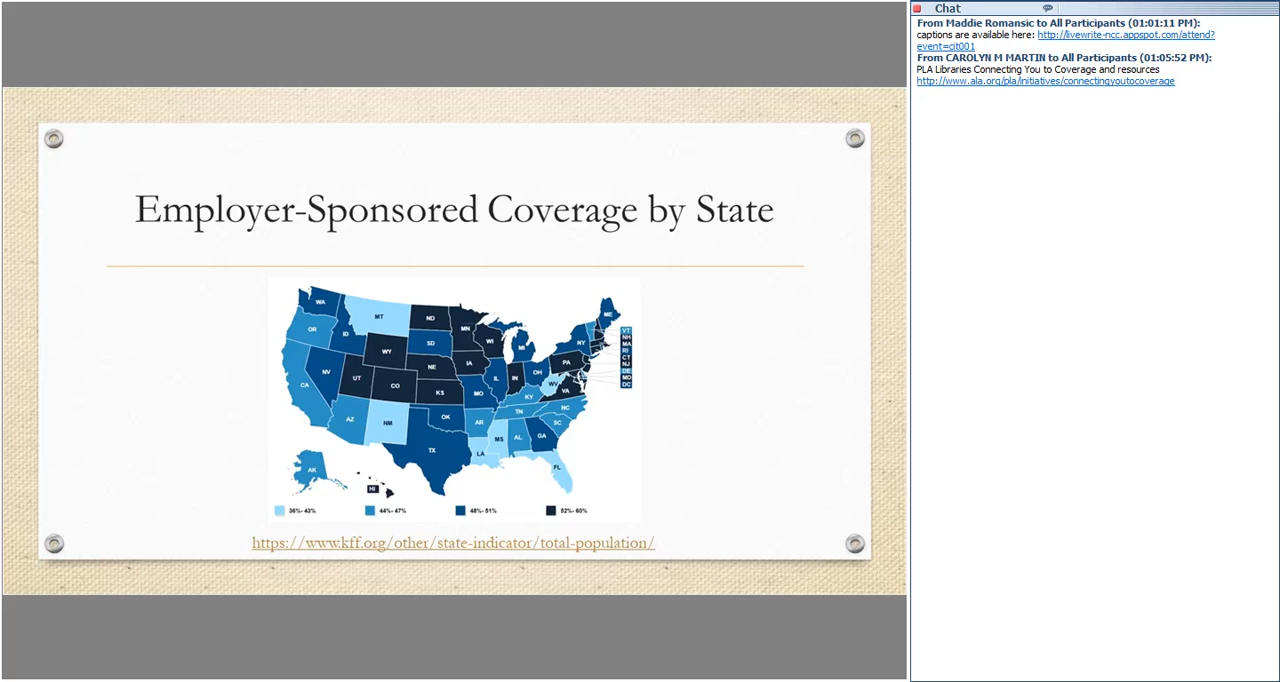 Employer-Sponsored Coverage by State
WA
MT
ND
MN
ME
OR
ID
SD
WI
MI
NY
VT
NH
MA
RI
CT
NJ
DE
MD
DC
WY
NE
IA
PA
NV
UT
CO
KS
IL
IN
OH
WV
VA
CA
MO
KY
AZ
NM
OK
AR
TN
NC
SC
TX
LA
MS
AL
GA
FL
AK
HI
36%- 43%
44%- 47%
48%- 51%
52%- 60%
https://www.kff.org/other/state-indicator/total-population/
Chat
From Maddie Romansic to All Participants (01:01:11 PM):
captions are available here: http://livewrite-ncc.appspot.com/attend?
event=cit001
From CAROLYN M MARTIN to All Participants (01:05:52 PM):
PLA Libraries Connecting You to Coverage and resources
http://www.ala.org/pla/initiatives/connectingyoutocoverage